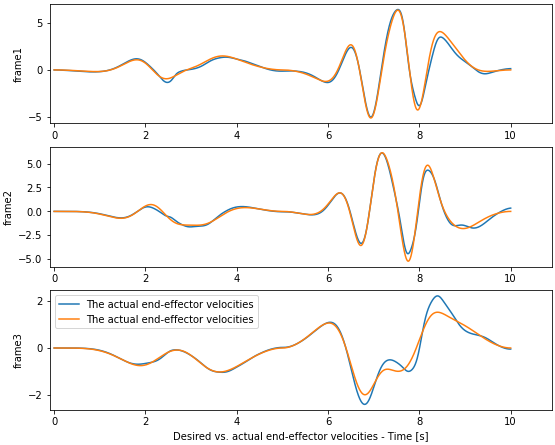 frame1
5
0
−5
0 2 4 6 8 10
frame2
5.0
2.5
0.0
−2.5
−5.0
0 2 4 6 8 10
frame3
2
0
−2
The actual end-effector velocities
The actual end-effector velocities
0 2 4 6 8 10
Desired vs. actual end-effector velocities - Time [s]